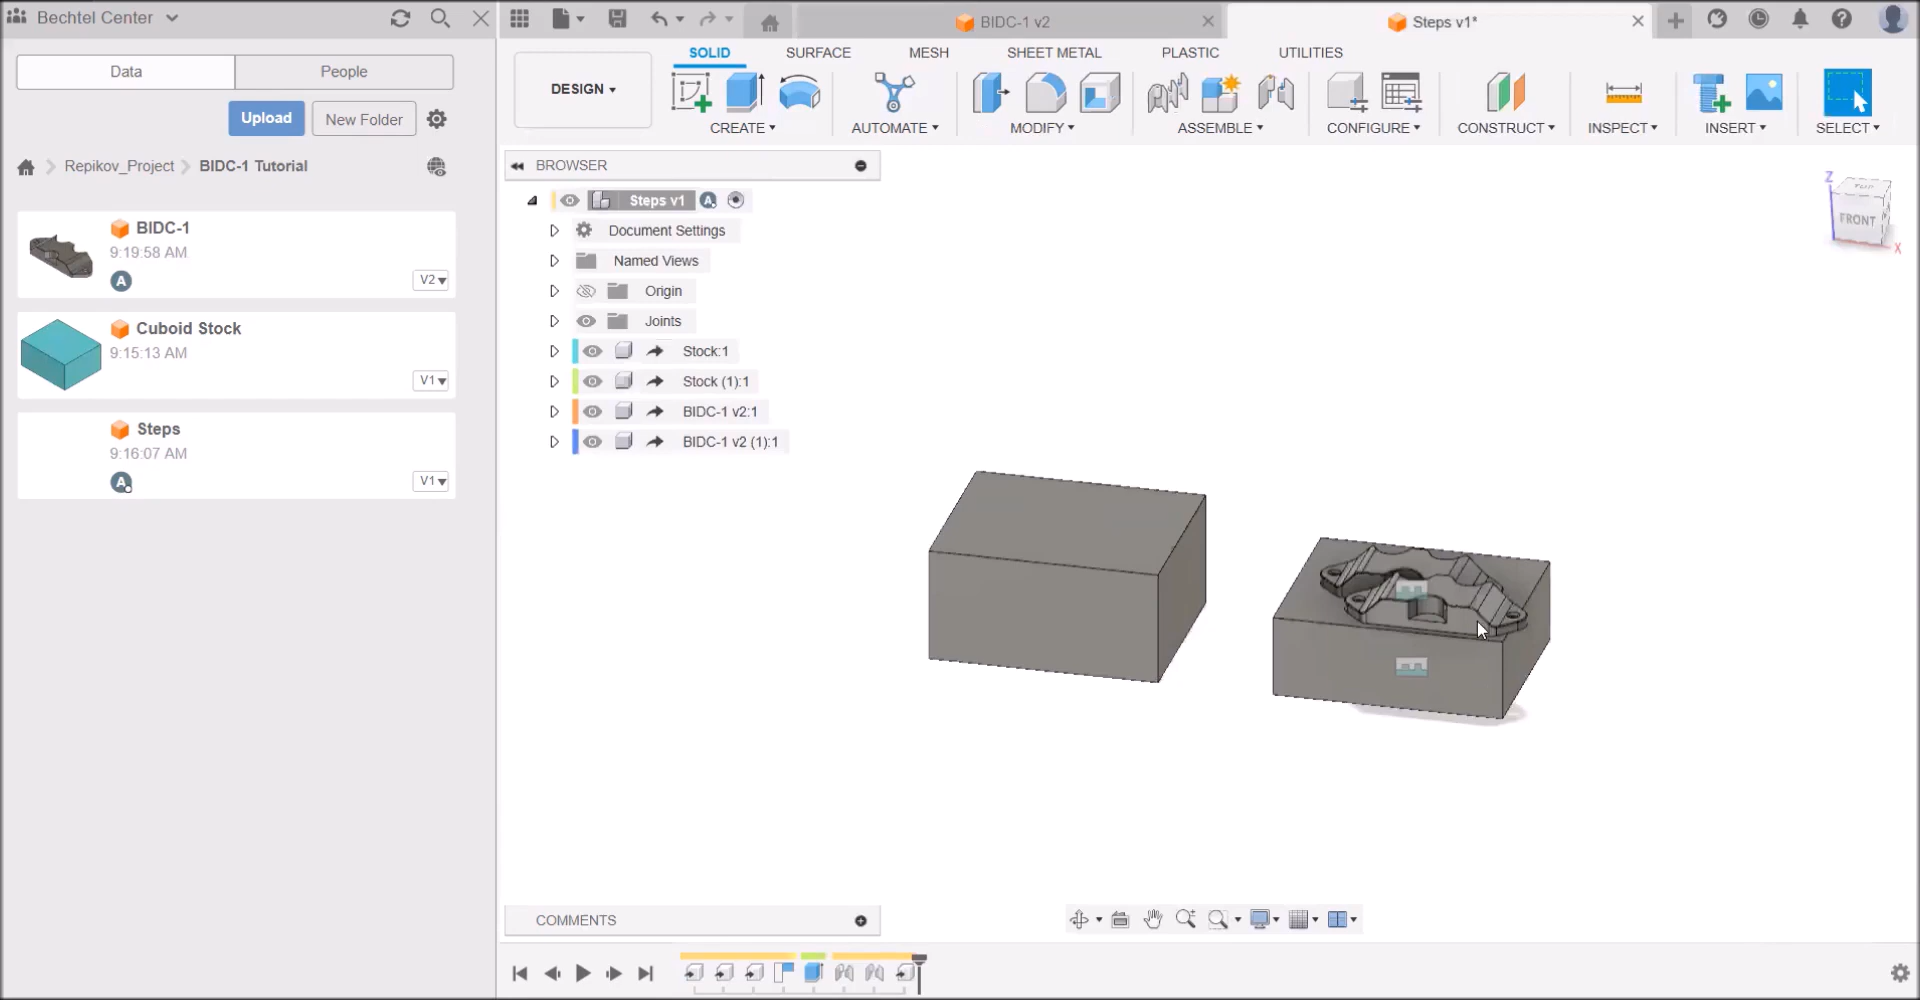 Bechtel Center
Data
People
Upload
New Folder
Repikov_Project
BIDC-1 Tutorial
BIDC-1
9:19:58 AM
A
V2
Cuboid Stock
9:15:13 AM
V1
Steps
9:16:07 AM
A
V1
BIDC-1 v2
Steps v1*
DESIGN
SOLID
SURFACE
MESH
SHEET METAL
PLASTIC
UTILITIES
CREATE
AUTOMATE
MODIFY
ASSEMBLE
CONFIGURE
CONSTRUCT
INSPECT
INSERT
SELECT
BROWSER
Steps v1
A
Document Settings
Named Views
Origin
Joints
Stock:1
Stock (1):1
BIDC-1 v2:1
BIDC-1 v2 (1):1
Z
TOP
FRONT
X
COMMENTS